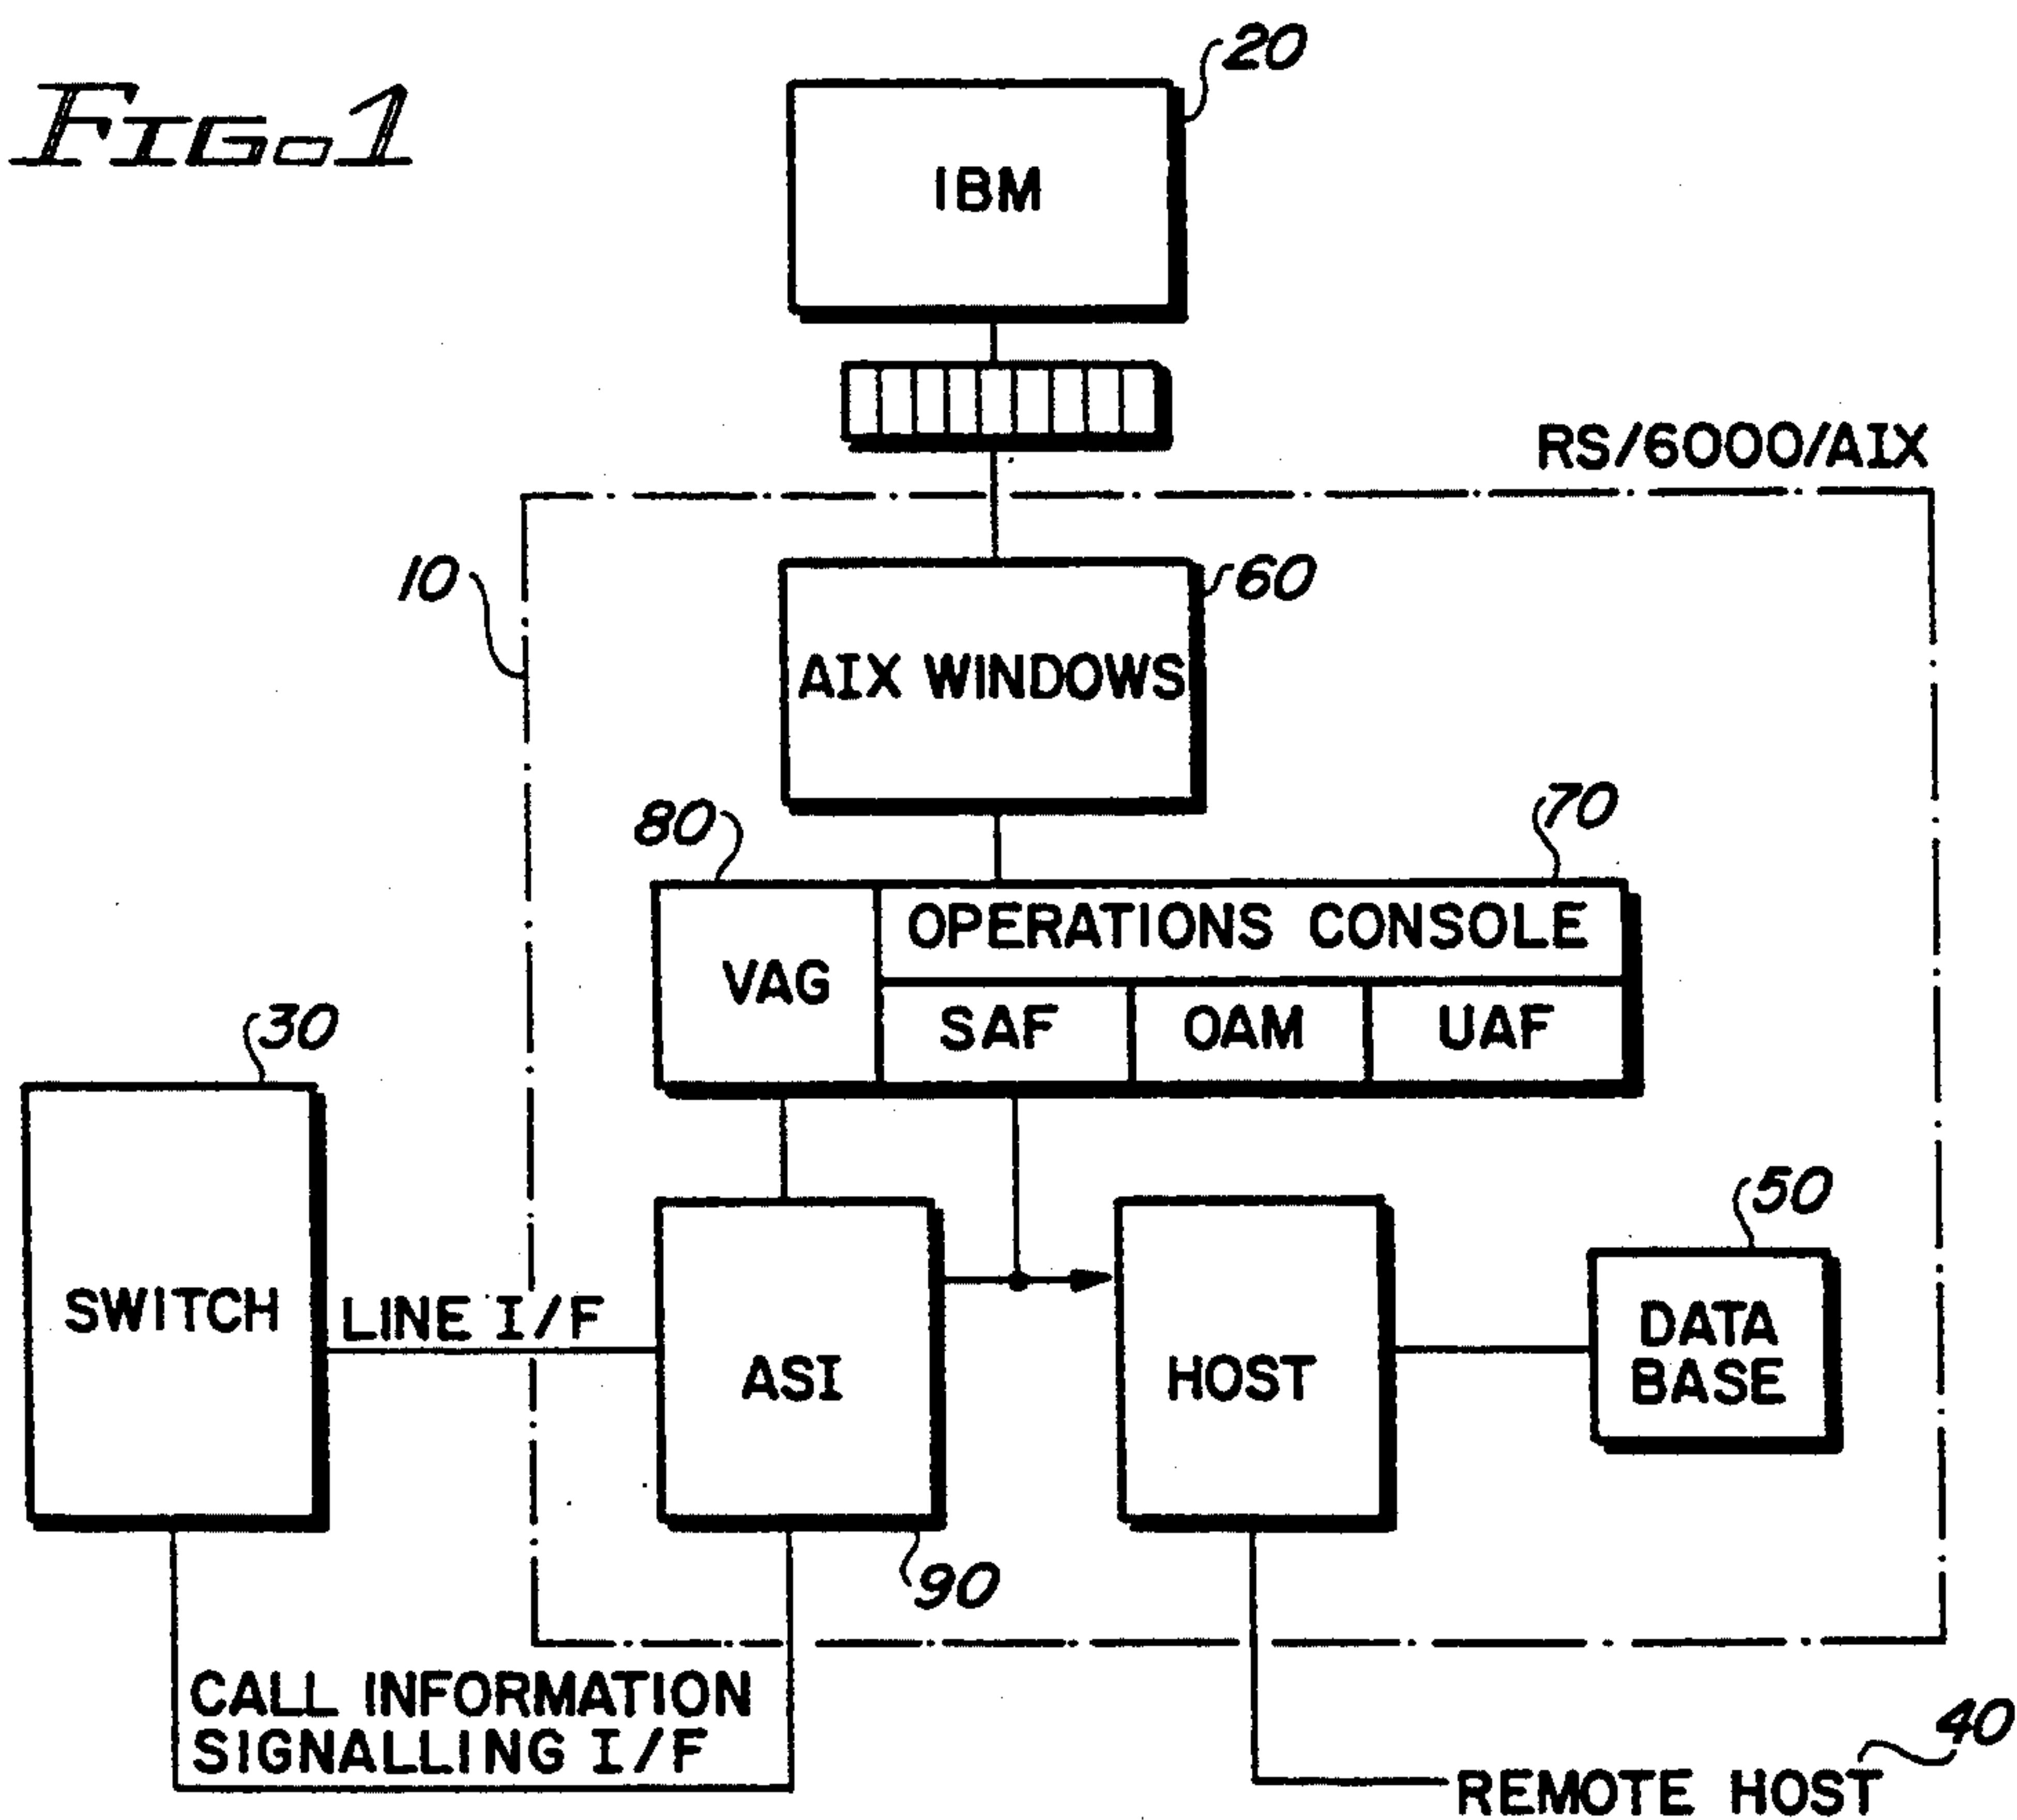 FIG. 1
20
IBM
RS/6000/AIX
10
60
AIX WINDOWS
80
70
VAG
OPERATIONS CONSOLE
SAF
OAM
UAF
30
50
SWITCH
LINE I/F
ASI
HOST
DATA
BASE
90
CALL INFORMATION
SIGNALLING I/F
40
REMOTE HOST